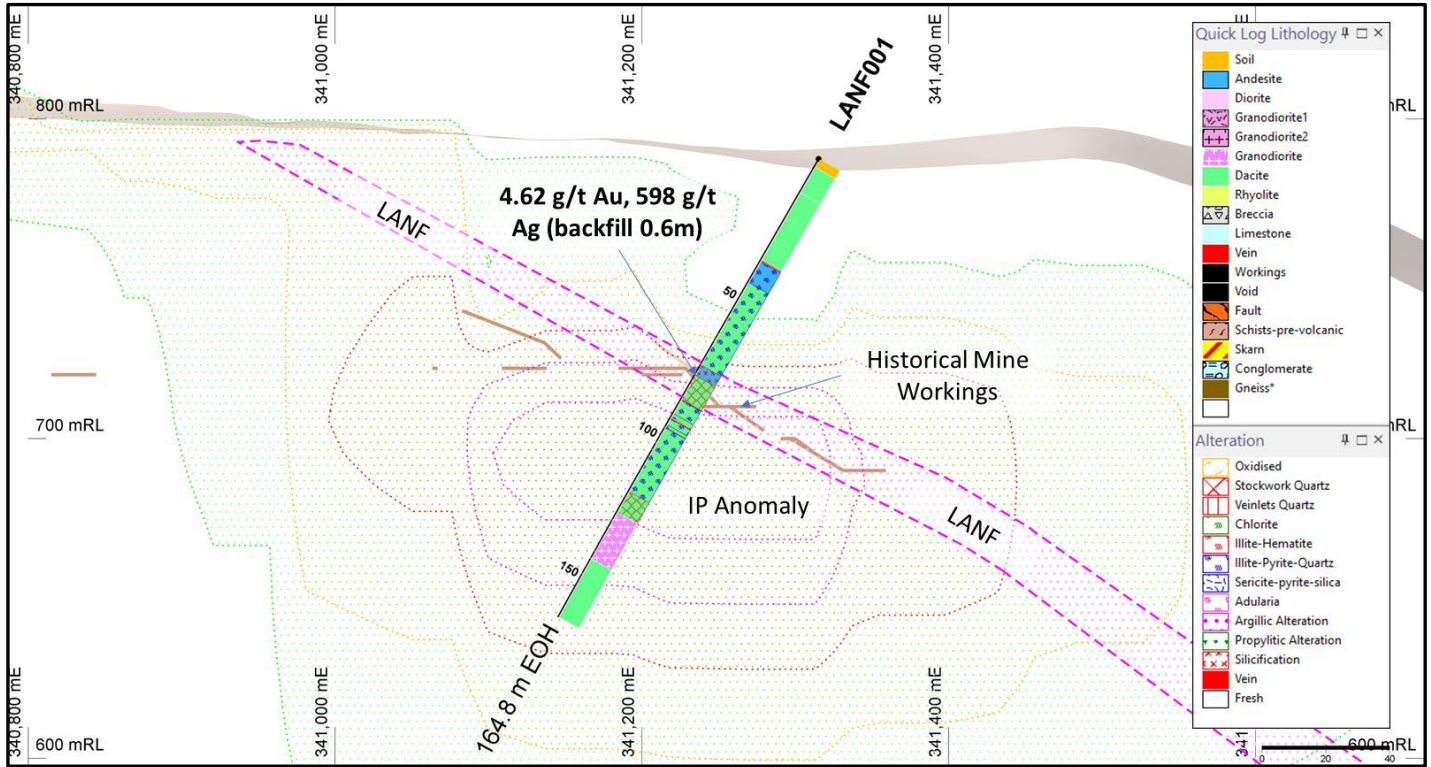 340,800 mE
341,000 mE
341,200 mE
341,400 mE
LANF001
800 mRL
mRL
4.62 g/t Au, 598 g/t
Ag (backfill 0.6m)
LANF
50
Historical Mine
Workings
700 mRL
mRL
100
IP Anomaly
LANF
150
164.8 m EOH
340,800 mE
341,000 mE
341,200 mE
341,400 mE
341
600 mRL
600 mRL
0 20 40
Quick Log Lithology
Soil
Andesite
Diorite
Granodiorite1
Granodiorite2
Granodiorite
Dacite
Rhyolite
Breccia
Limestone
Vein
Workings
Void
Fault
Schists-pre-volcanic
Skarn
Conglomerate
Gneiss*
Alteration
Oxidised
Stockwork Quartz
Veinlets Quartz
Chlorite
Illite-Hematite
Illite-Pyrite-Quartz
Sericite-pyrite-silica
Adularia
Argillic Alteration
Propylitic Alteration
Silicification
Vein
Fresh